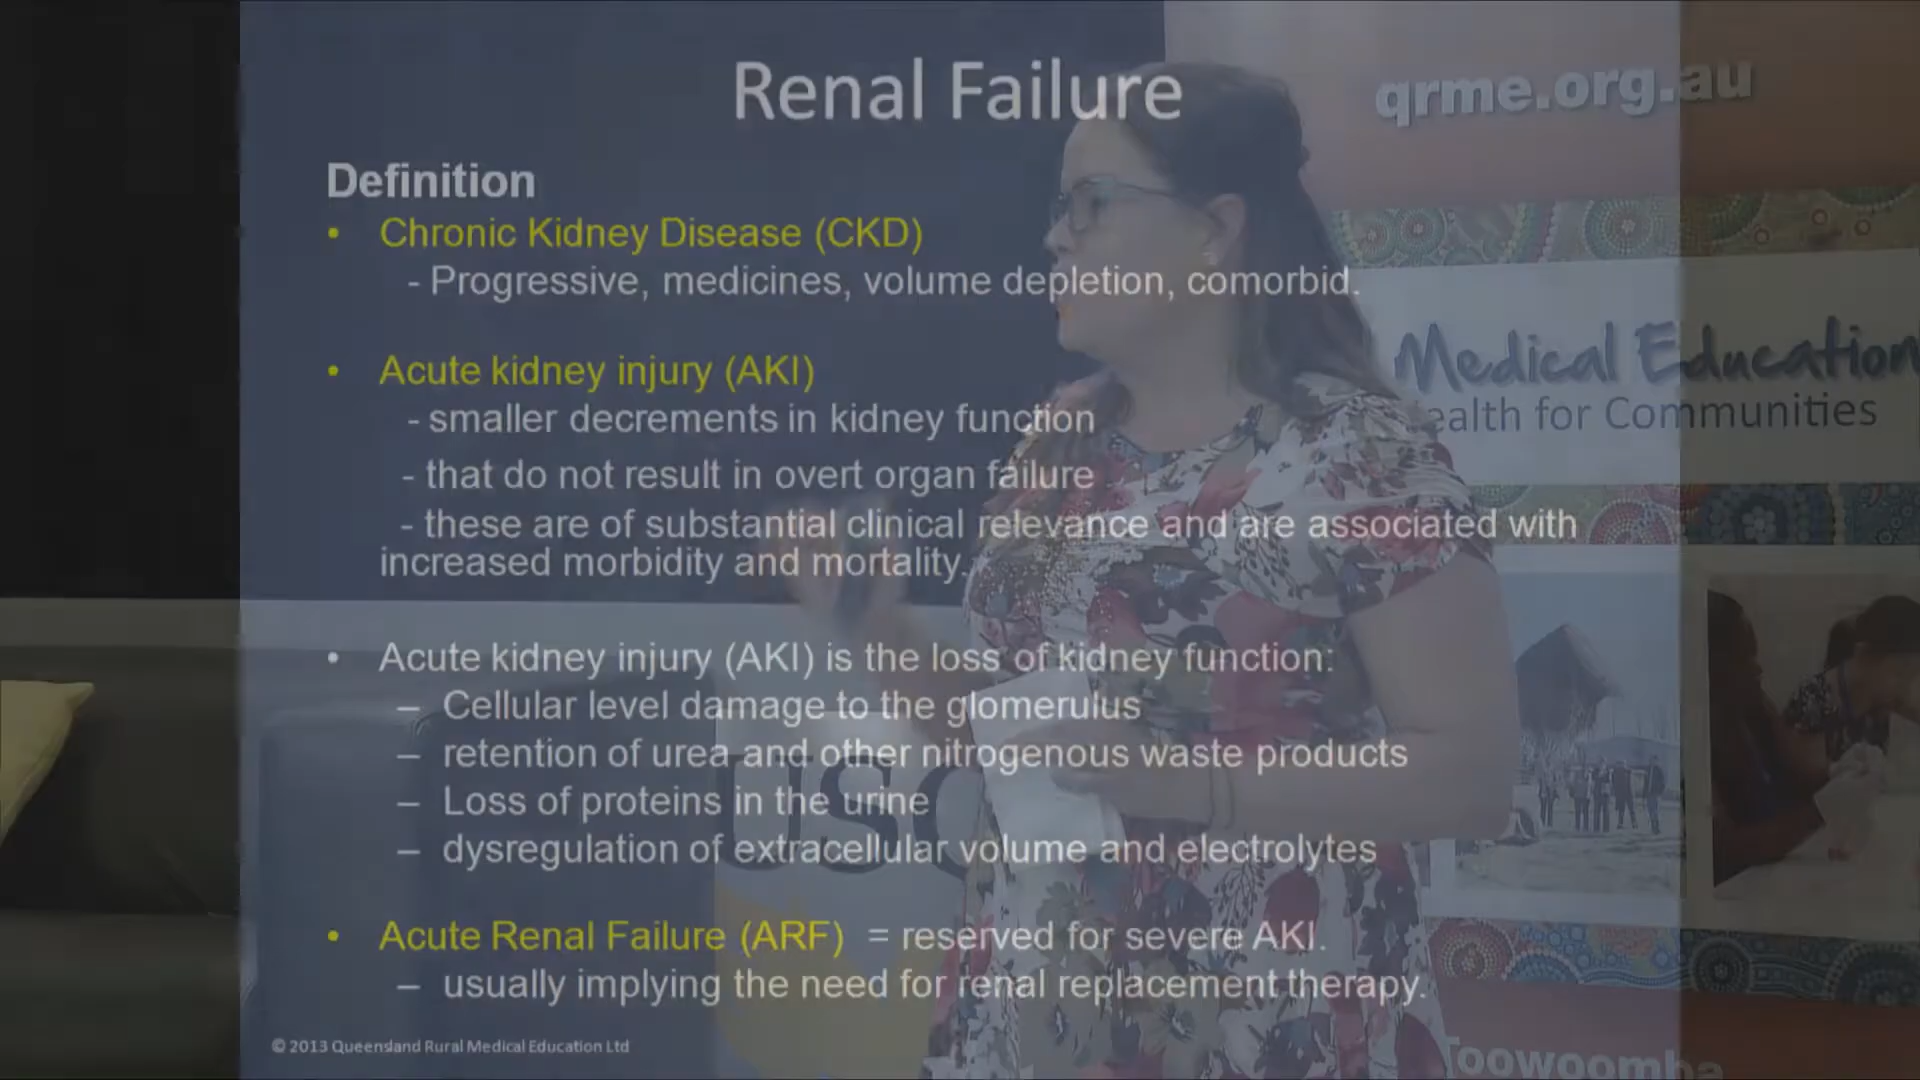 Renal Failure
qrme.org.au
Definition
• Chronic Kidney Disease (CKD)
- Progressive, medicines, volume depletion, comorbid.
• Acute kidney injury (AKI)
Medical Education
ealth for Communities
- smaller decrements in kidney function
- that do not result in overt organ failure
- these are of substantial clinical relevance and are associated with
increased morbidity and mortality.
• Acute kidney injury (AKI) is the loss of kidney function:
– Cellular level damage to the glomerulus
– retention of urea and other nitrogenous waste products
– Loss of proteins in the urine
USC
– dysregulation of extracellular volume and electrolytes
• Acute Renal Failure (ARF) = reserved for severe AKI.
– usually implying the need for renal replacement therapy.
© 2013 Queensland Rural Medical Education Ltd
Toowoomba